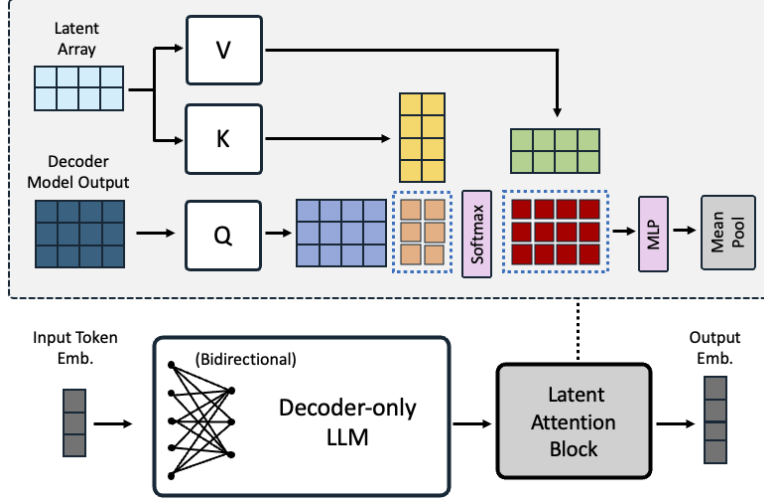 Latent
Array
V
K
Decoder
Model Output
Q
Softmax
MLP
Mean
Pool
Input Token
Emb.
(Bidirectional)
Decoder-only
LLM
Latent
Attention
Block
Output
Emb.